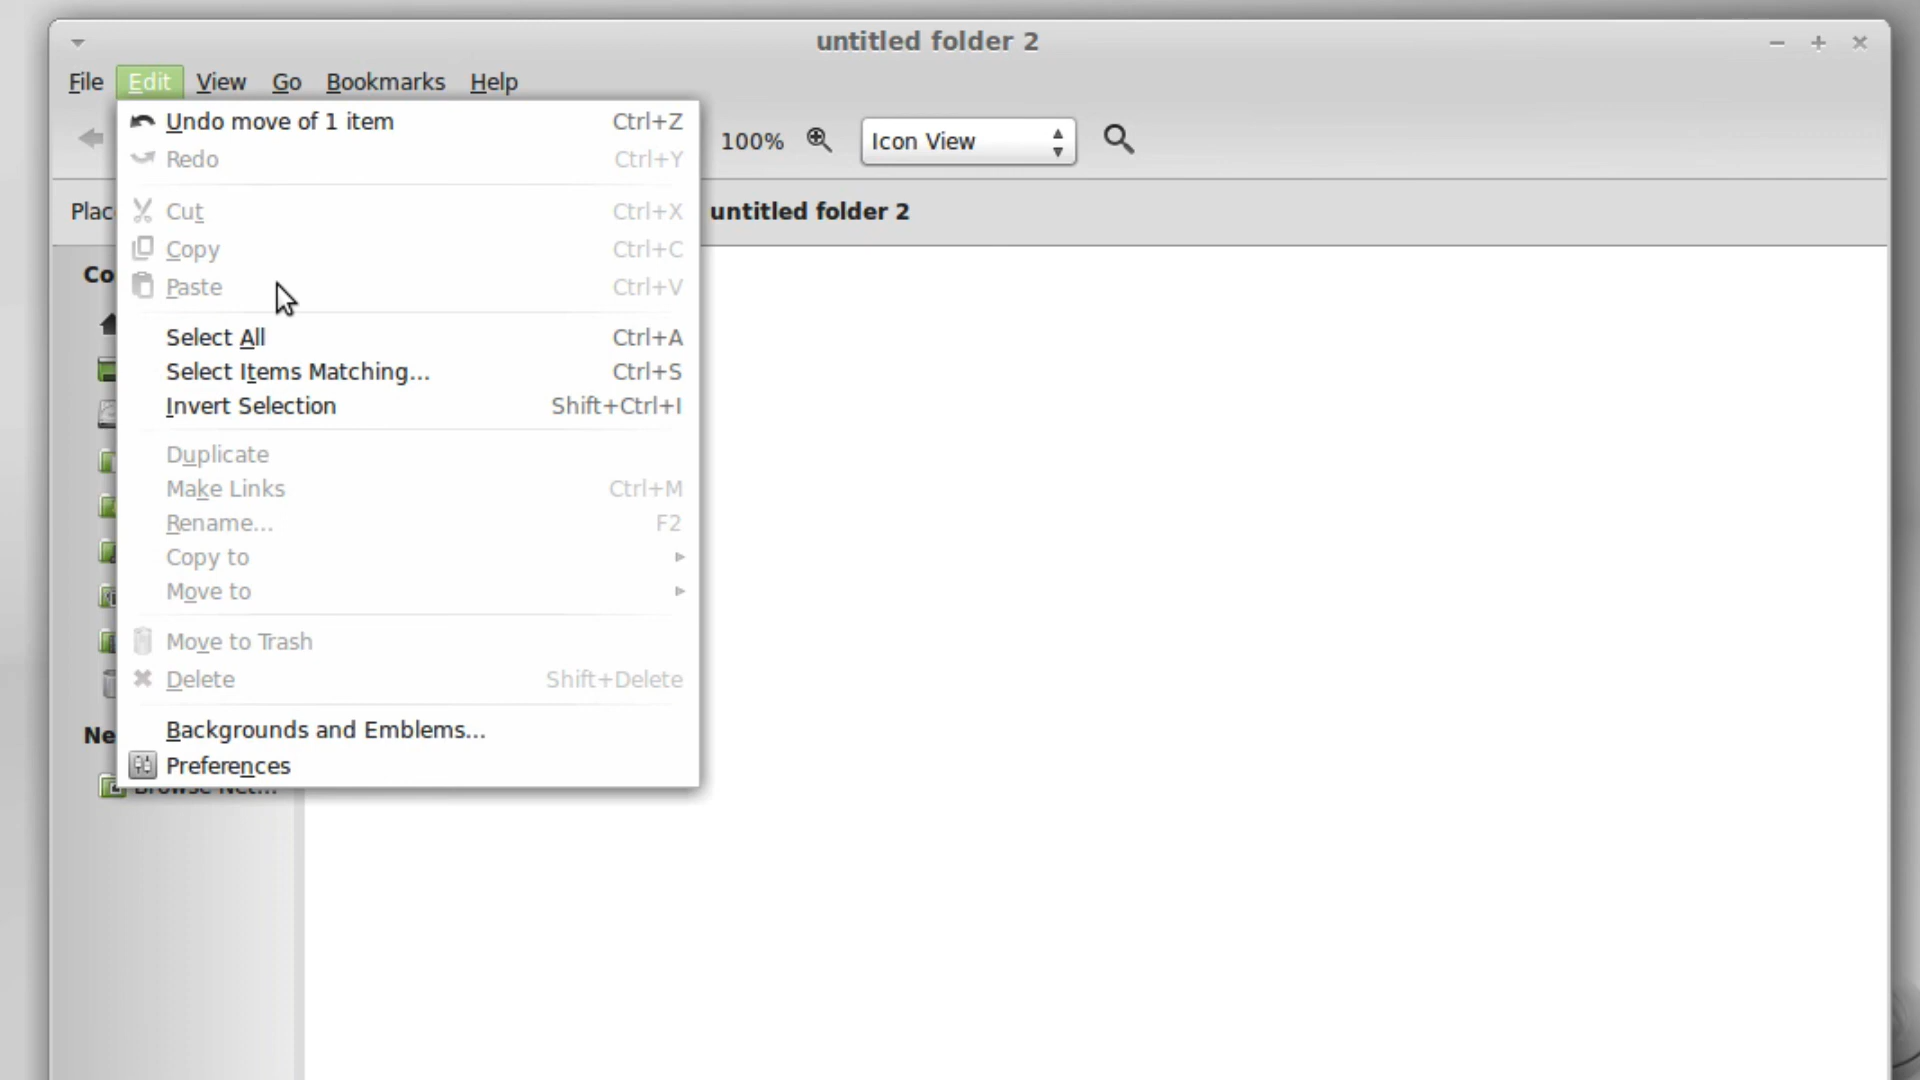 untitled folder 2
File Edit View Go Bookmarks Help
Undo move of 1 item Ctrl+Z
100% Icon View
Redo Ctrl+Y
Plac
Cut Ctrl+X
untitled folder 2
Copy Ctrl+C
Co
Paste Ctrl+V
Select All Ctrl+A
Select Items Matching... Ctrl+S
Invert Selection Shift+Ctrl+I
Duplicate
Make Links Ctrl+M
Rename... F2
Copy to
Move to
Move to Trash
Delete Shift+Delete
Backgrounds and Emblems...
Ne
Preferences
Browse Net...